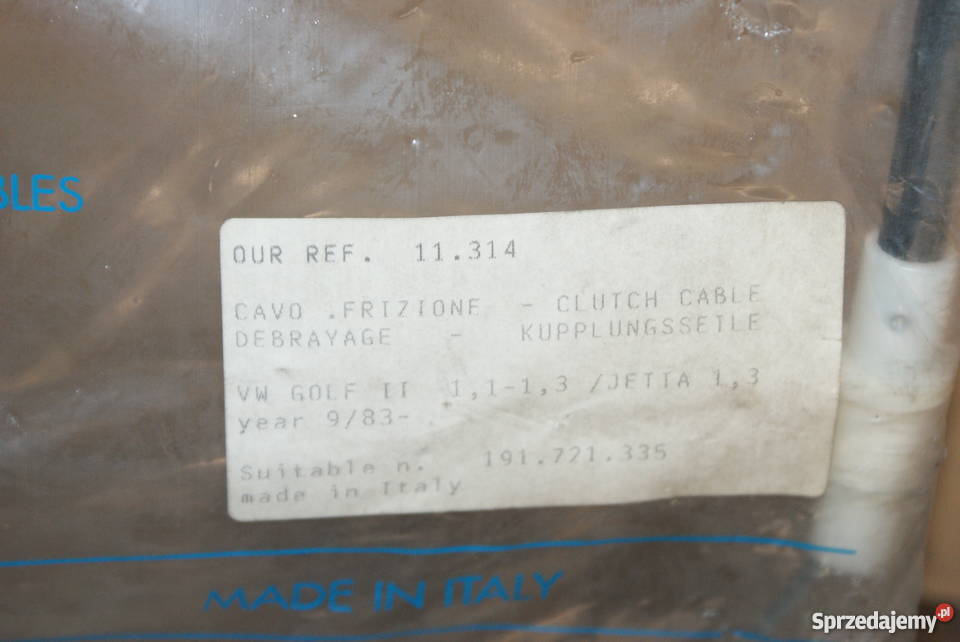 BLES
OUR REF. 11.314
CAVO .FRIZIONE - CLUTCH CABLE
DEBRAYAGE - KUPPLUNGSSEILE
VW GOLF II 1,1-1,3 /JETTA 1,3
year 9/83-
Suitable n. 191.721.335
made in Italy
MADE IN ITALY
Sprzedajemy.pl